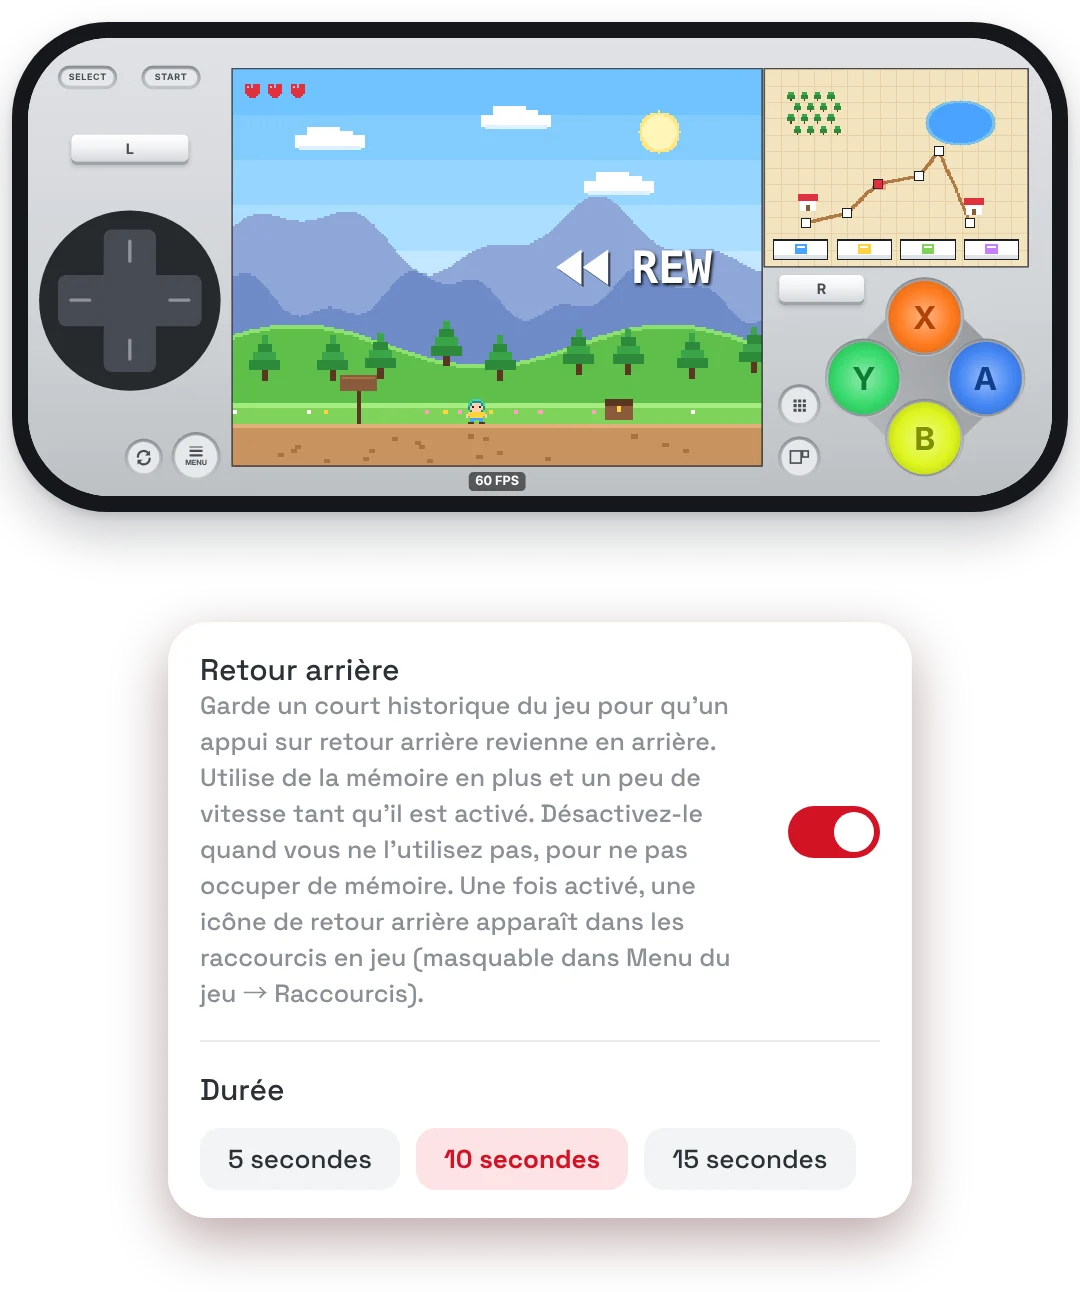 SELECT START
L
REW
R
X
Y
A
B
MENU
60 FPS
Retour arrière
Garde un court historique du jeu pour qu’un
appui sur retour arrière revienne en arrière.
Utilise de la mémoire en plus et un peu de
vitesse tant qu’il est activé. Désactivez-le
quand vous ne l’utilisez pas, pour ne pas
occuper de mémoire. Une fois activé, une
icône de retour arrière apparaît dans les
raccourcis en jeu (masquable dans Menu du
jeu → Raccourcis).
Durée
5 secondes 10 secondes 15 secondes